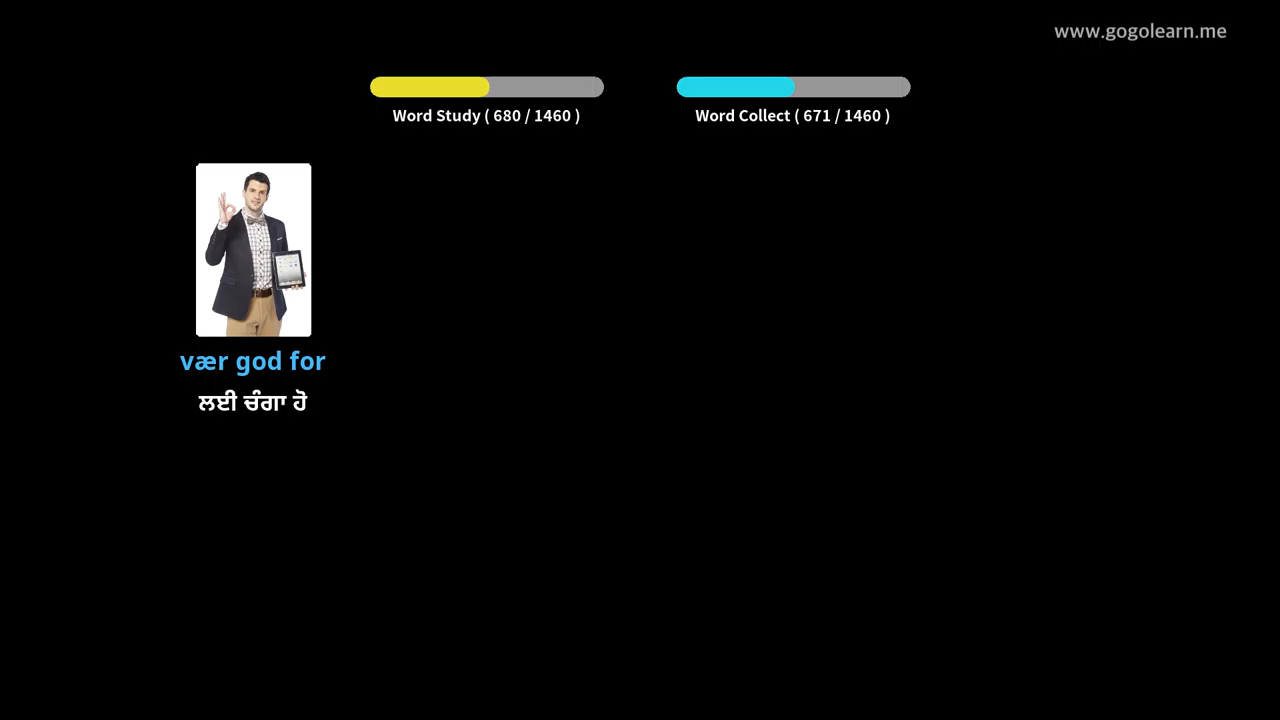 www.gogolearn.me
Word Study ( 680 / 1460 )
Word Collect ( 671 / 1460 )
vær god for
ਲਈ ਚੰਗਾ ਹੋ